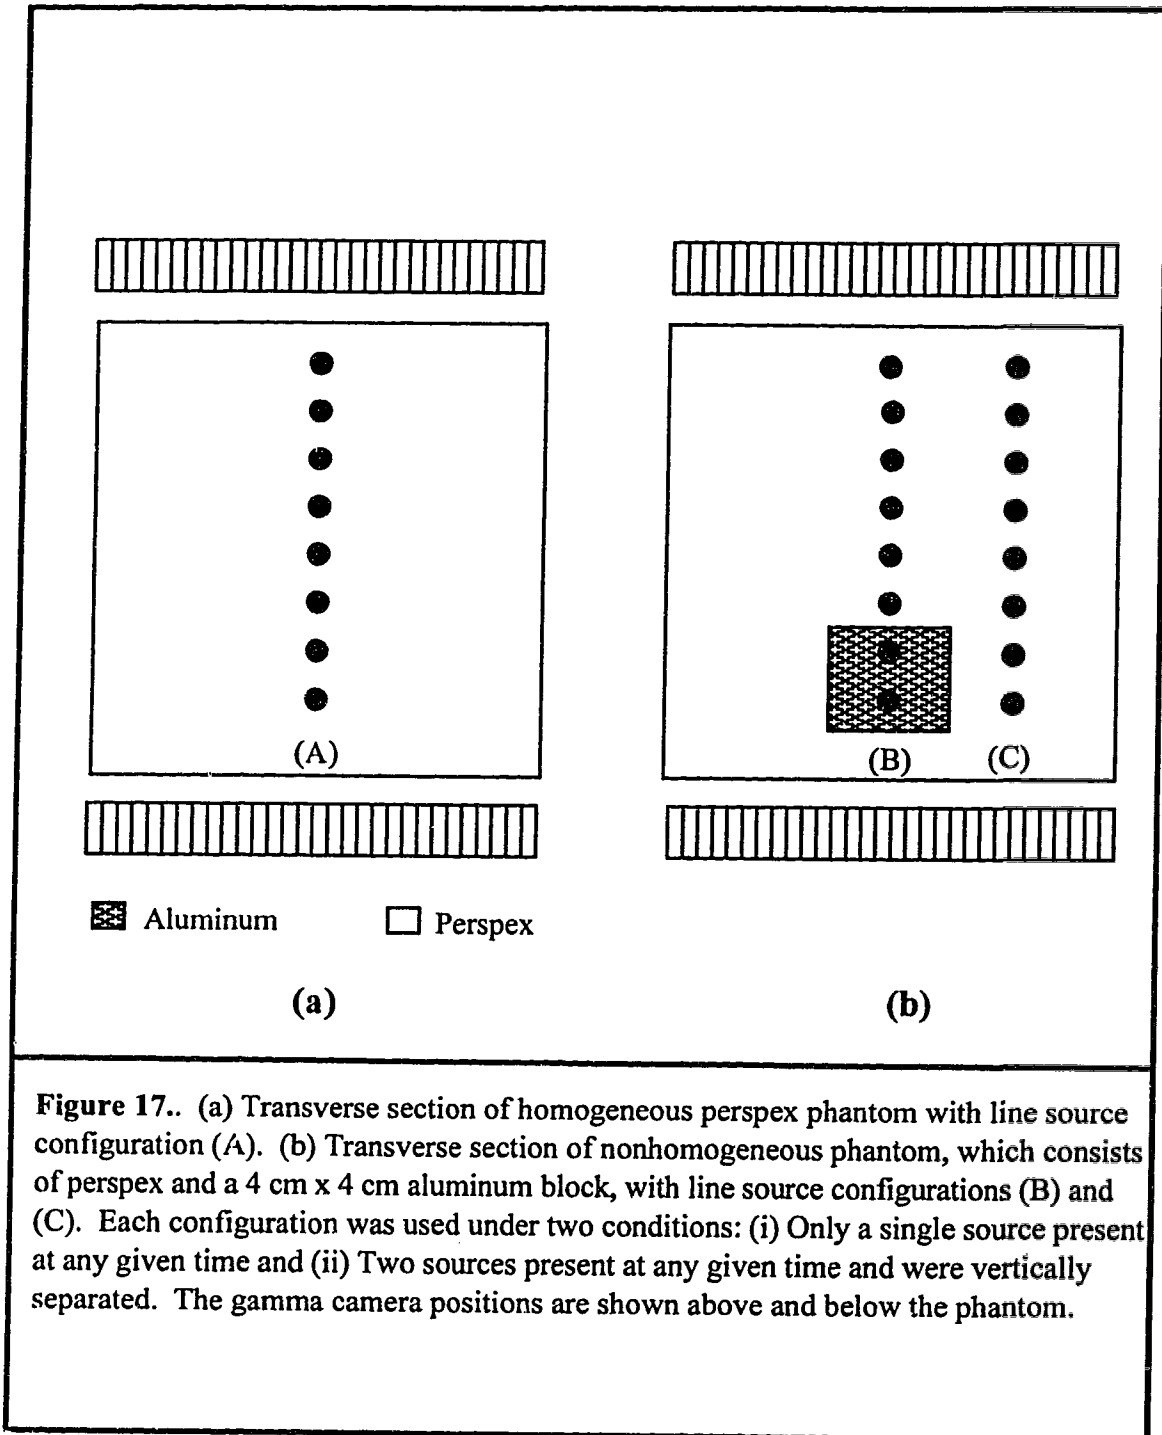 (A)
(B)
(C)
Aluminum
Perspex
(a)
(b)
Figure 17.. (a) Transverse section of homogeneous perspex phantom with line source
configuration (A). (b) Transverse section of nonhomogeneous phantom, which consists
of perspex and a 4 cm x 4 cm aluminum block, with line source configurations (B) and
(C). Each configuration was used under two conditions: (i) Only a single source present
at any given time and (ii) Two sources present at any given time and were vertically
separated. The gamma camera positions are shown above and below the phantom.